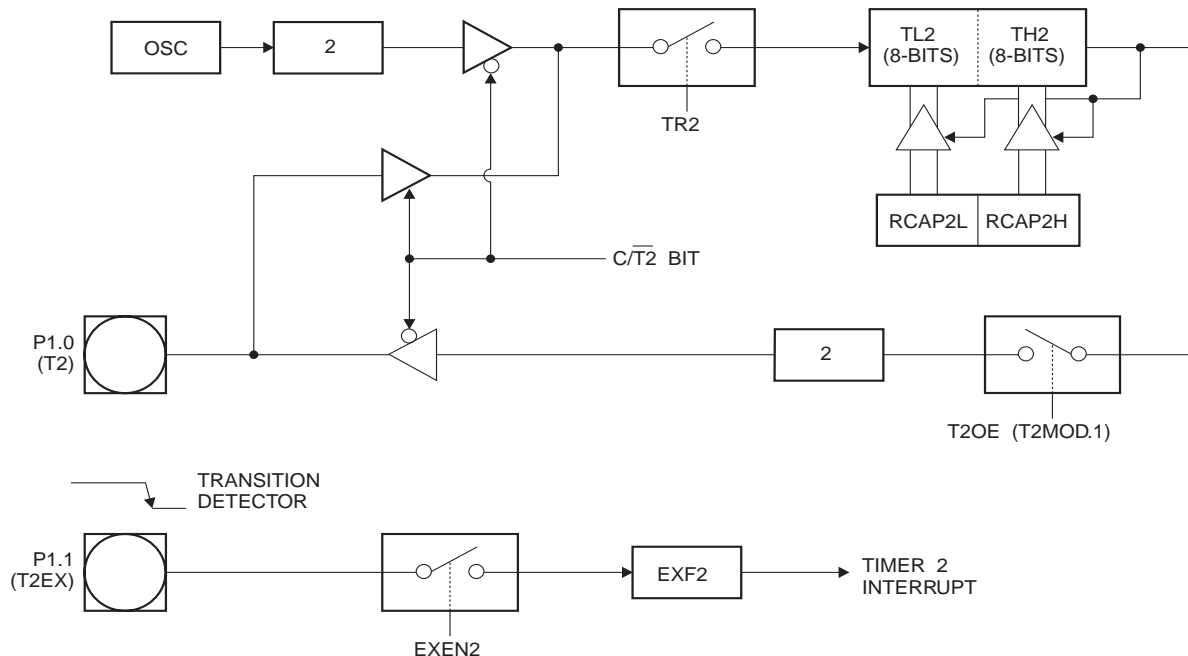 OSC
2
TR2
TL2
(8-BITS)
TH2
(8-BITS)
RCAP2L
RCAP2H
C/T2 BIT
P1.0
(T2)
2
T2OE (T2MOD.1)
TRANSITION
DETECTOR
P1.1
(T2EX)
EXEN2
EXF2
TIMER 2
INTERRUPT